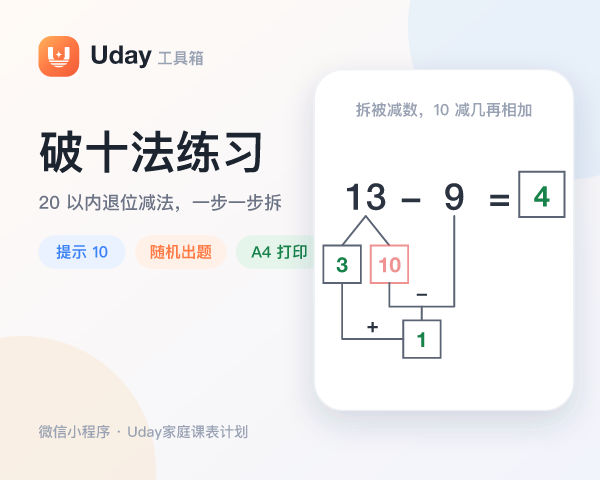 Uday 工具箱
破十法练习
20 以内退位减法，一步一步拆
提示 10
随机出题
A4 打印
微信小程序 · Uday家庭课表计划
拆被减数，10 减几再相加
13 − 9 = 4
3
10
−
+
1